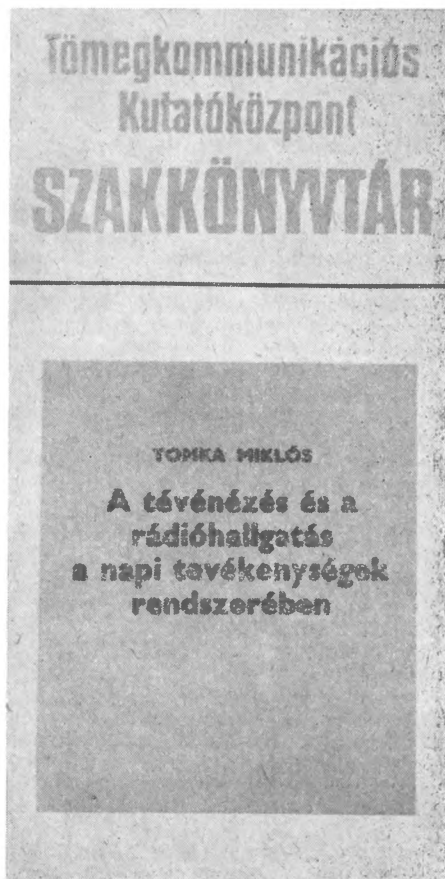 Tömegkommunikációs
Kutatóközpont
SZAKKÖNYVTÁR
TOMKA MIKLÓS
A tévénézés és a
rádióhallgatás
a napi tevékenységek
rendszerében